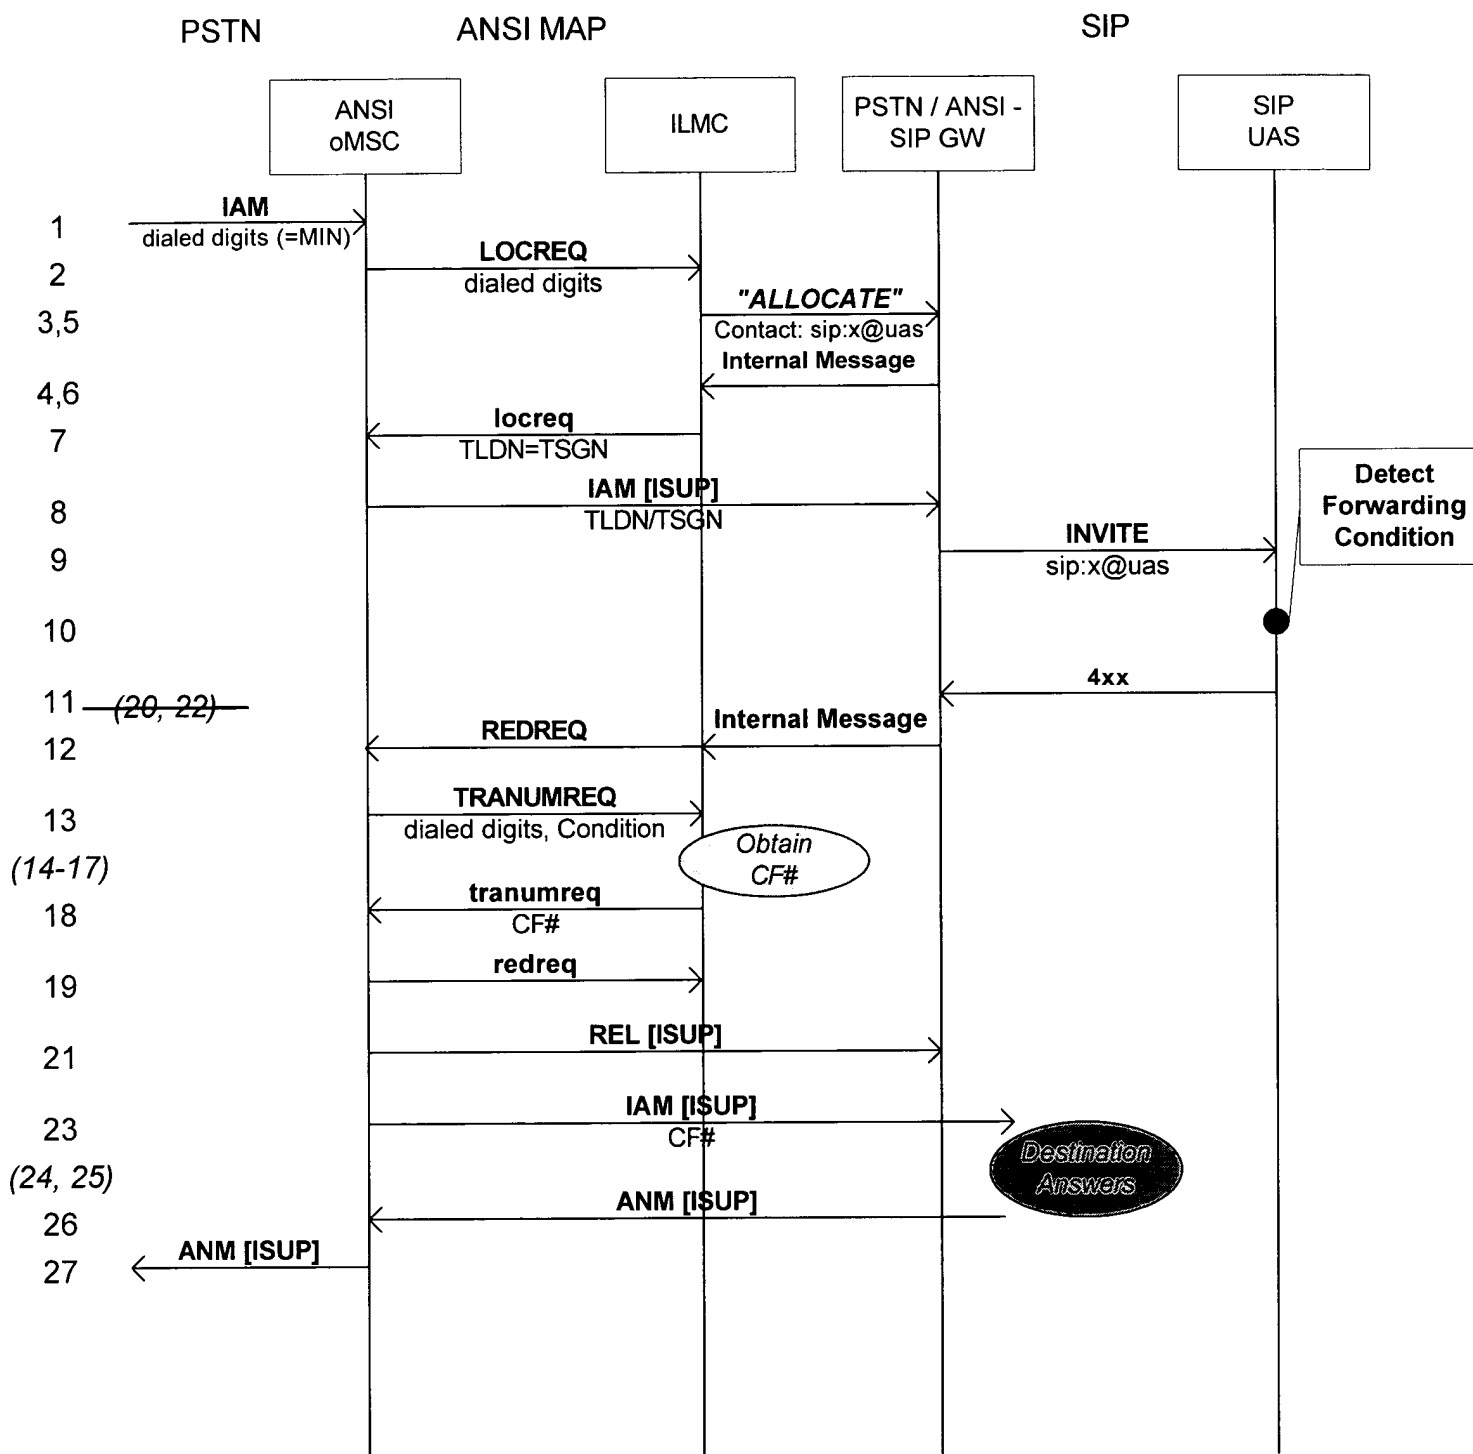 PSTN ANSI MAP SIP
ANSI
oMSC
ILMC
PSTN / ANSI -
SIP GW
SIP
UAS
1 IAM
dialed digits (=MIN)
2 LOCREQ
dialed digits
3,5 "ALLOCATE"
Contact: sip:x@uas
Internal Message
4,6
locreq
7 TLDN=TSGN
Detect
Forwarding
Condition
IAM [ISUP]
8 TLDN/TSGN
INVITE
9 sip:x@uas
10
4xx
11 (20, 22)
Internal Message
REDREQ
12
TRANUMREQ
13 dialed digits, Condition
Obtain
CF#
(14-17)
tranumreq
18 CF#
redreq
19
REL [ISUP]
21
IAM [ISUP]
23 CF#
Destination
Answers
(24, 25)
ANM [ISUP]
26
ANM [ISUP]
27